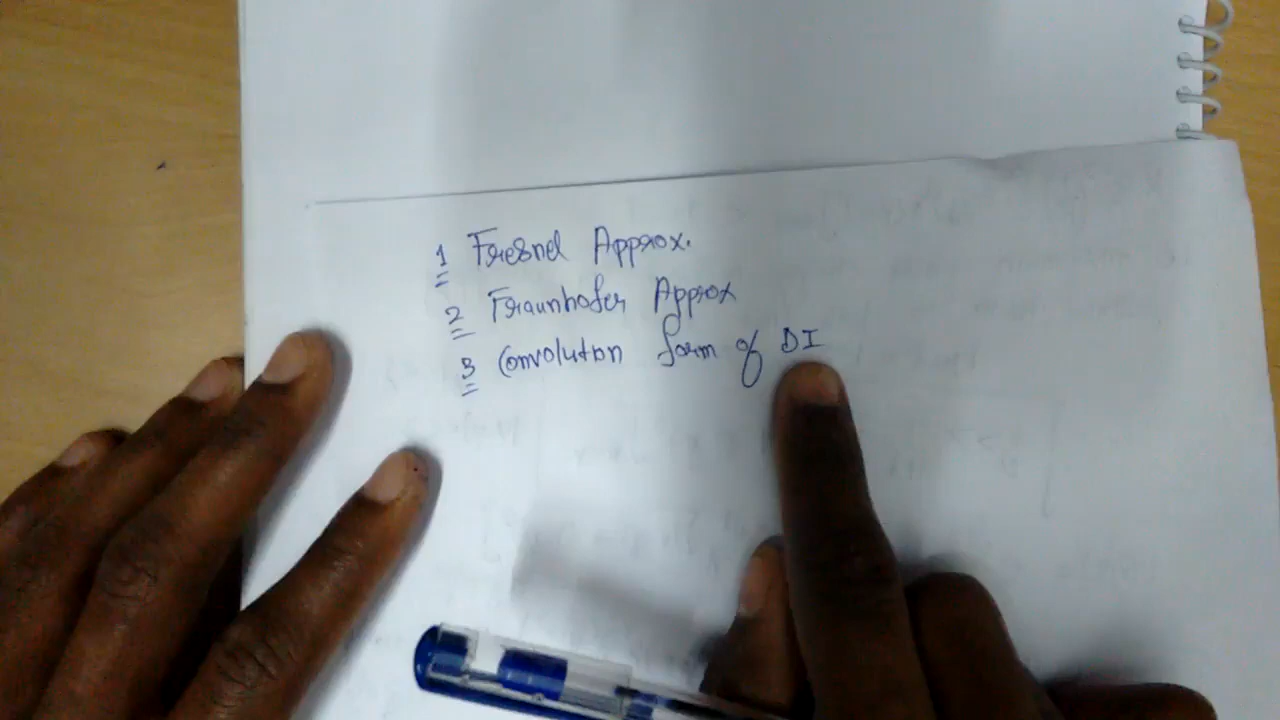 1 Fresnel Approx.
2 Fraunhofer Approx
3 Convolution form of DI